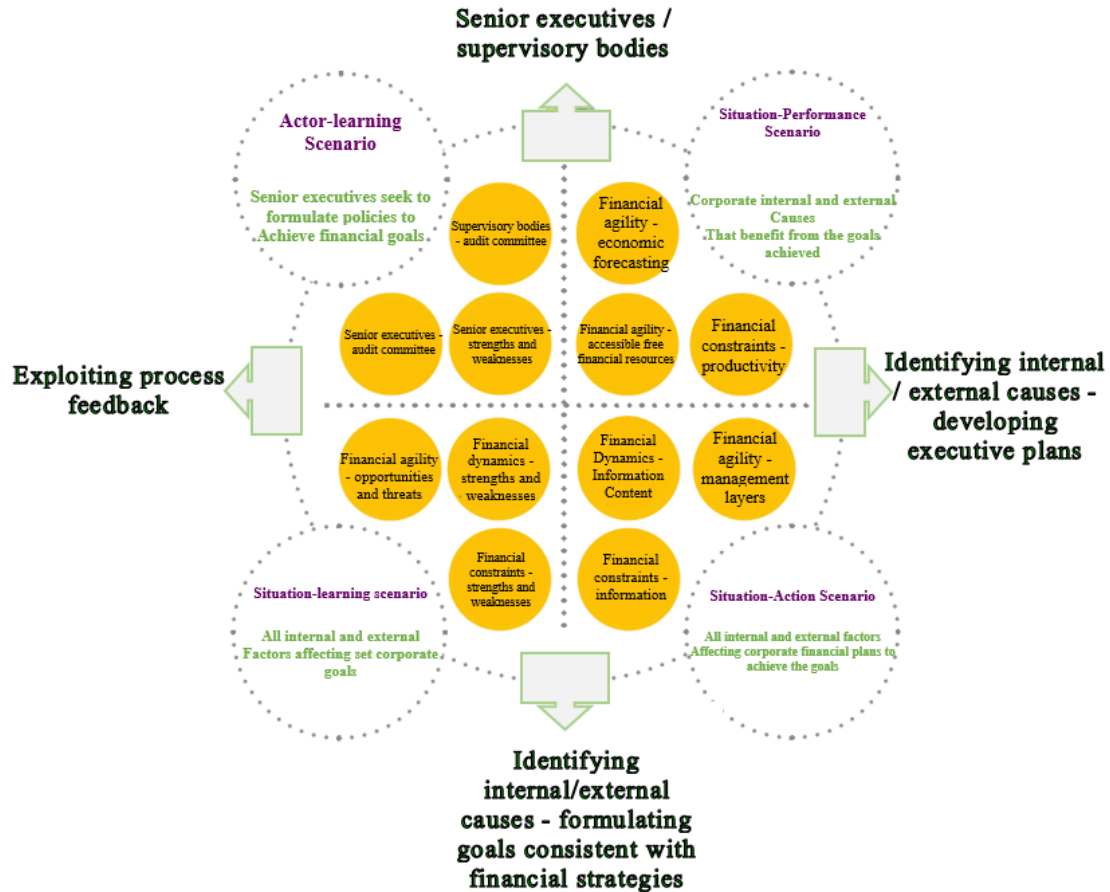 Senior executives /
supervisory bodies
Actor-learning
Scenario
Senior executives seek to
formulate policies to
Achieve financial goals
Situation-Performance
Scenario
Corporate internal and external
Causes
That benefit from the goals
achieved
Supervisory bodies
- audit committee
Financial
agility -
economic
forecasting
Senior executives -
audit committee
Senior executives -
strengths and
weaknesses
Financial agility -
accessible free
financial resources
Financial
constraints -
productivity
Exploiting process
feedback
Identifying internal
/ external causes -
developing
executive plans
Financial agility
- opportunities
and threats
Financial
dynamics -
strengths and
weaknesses
Financial
Dynamics -
Information
Content
Financial
agility -
management
layers
Financial
constraints -
strengths and
weaknesses
Financial
constraints -
information
Situation-learning scenario
All internal and external
Factors affecting set corporate
goals
Situation-Action Scenario
All internal and external factors
Affecting corporate financial plans to
achieve the goals
Identifying
internal/external
causes - formulating
goals consistent with
financial strategies